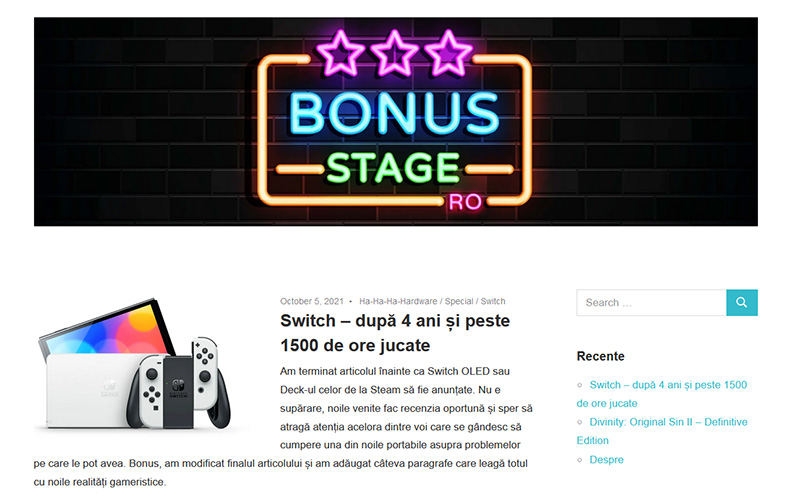 BONUS
STAGE
RO
October 5, 2021 • Ha-Ha-Ha-Hardware / Special / Switch
Switch – după 4 ani și peste
1500 de ore jucate
Am terminat articolul înainte ca Switch OLED sau
Deck-ul celor de la Steam să fie anunțate. Nu e
supărare, noile venite fac recenzia oportună și sper să
atragă atenția acelora dintre voi care se gândesc să
cumpere una din noile portabile asupra problemelor
pe care le pot avea. Bonus, am modificat finalul articolului și am adăugat câteva paragrafe care leagă totul
cu noile realități gameristice.
Search …
Recente
Switch – după 4 ani și peste 1500
de ore jucate
Divinity: Original Sin II – Definitive
Edition
Despre